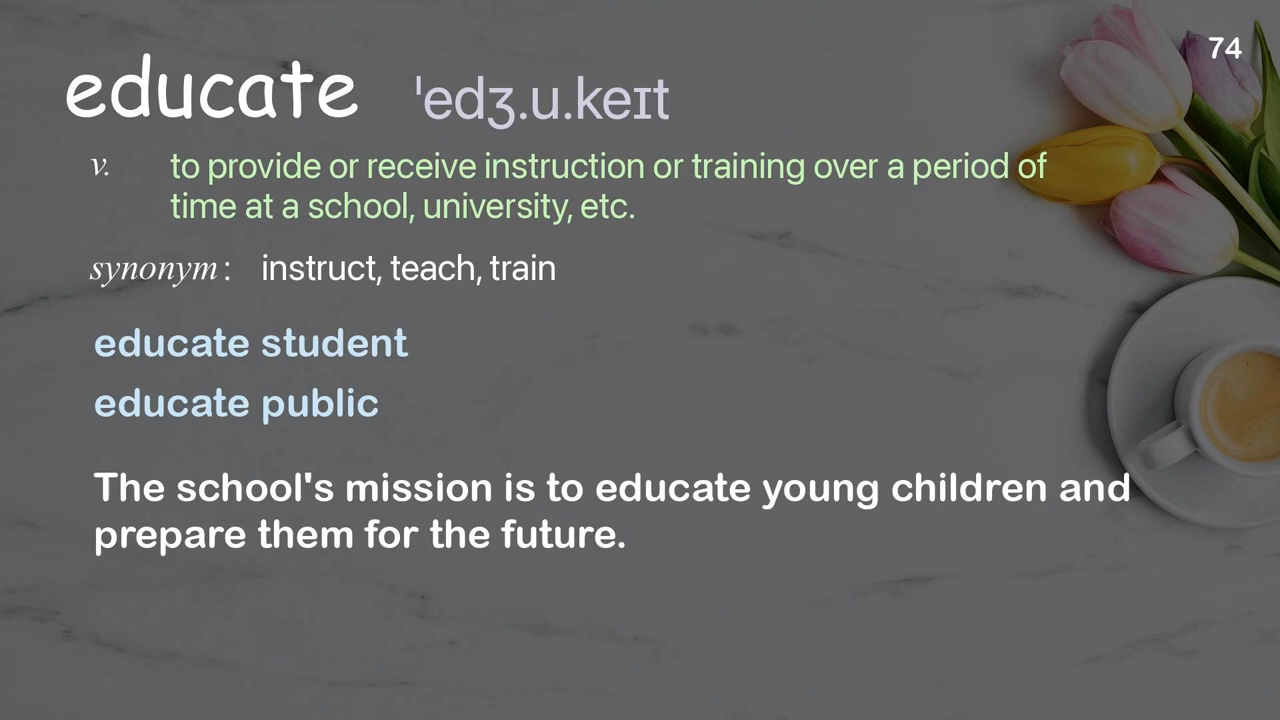 74
educate ˈedʒ.u.keɪt
v. to provide or receive instruction or training over a period of
time at a school, university, etc.
synonym : instruct, teach, train
educate student
educate public
The school's mission is to educate young children and
prepare them for the future.